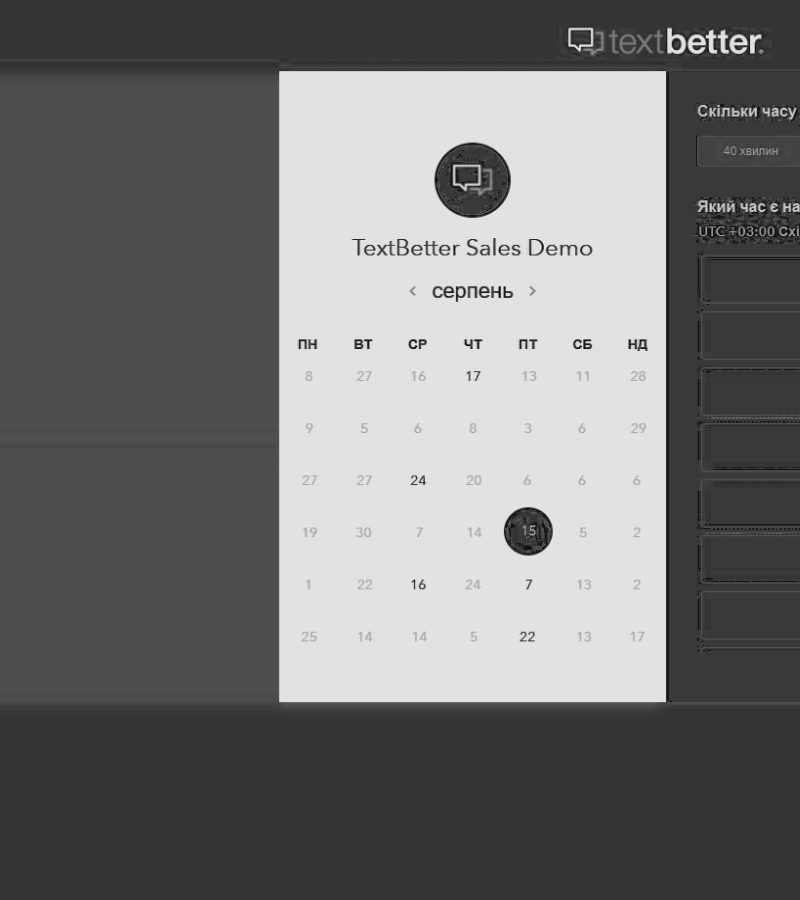 textbetter.
TextBetter Sales Demo
серпень
ПН ВТ СР ЧТ ПТ СБ НД
8 27 16 17 13 11 28
9 5 6 8 3 6 29
27 27 24 20 6 6 6
19 30 7 14 15 5 2
1 22 16 24 7 13 2
25 14 14 5 22 13 17
Скільки часу
40 хвилин
Який час є на
UTC +03:00 Схі